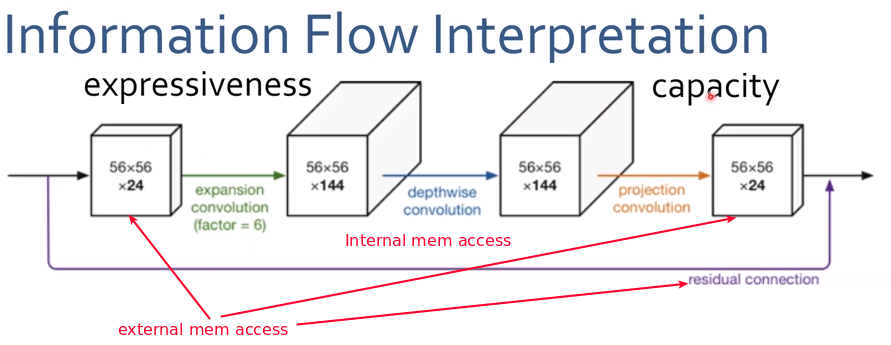 Information Flow Interpretation
expressiveness
capacity
56×56
×24
expansion
convolution
(factor = 6)
56×56
×144
depthwise
convolution
56×56
×144
projection
convolution
56×56
×24
Internal mem access
residual connection
external mem access